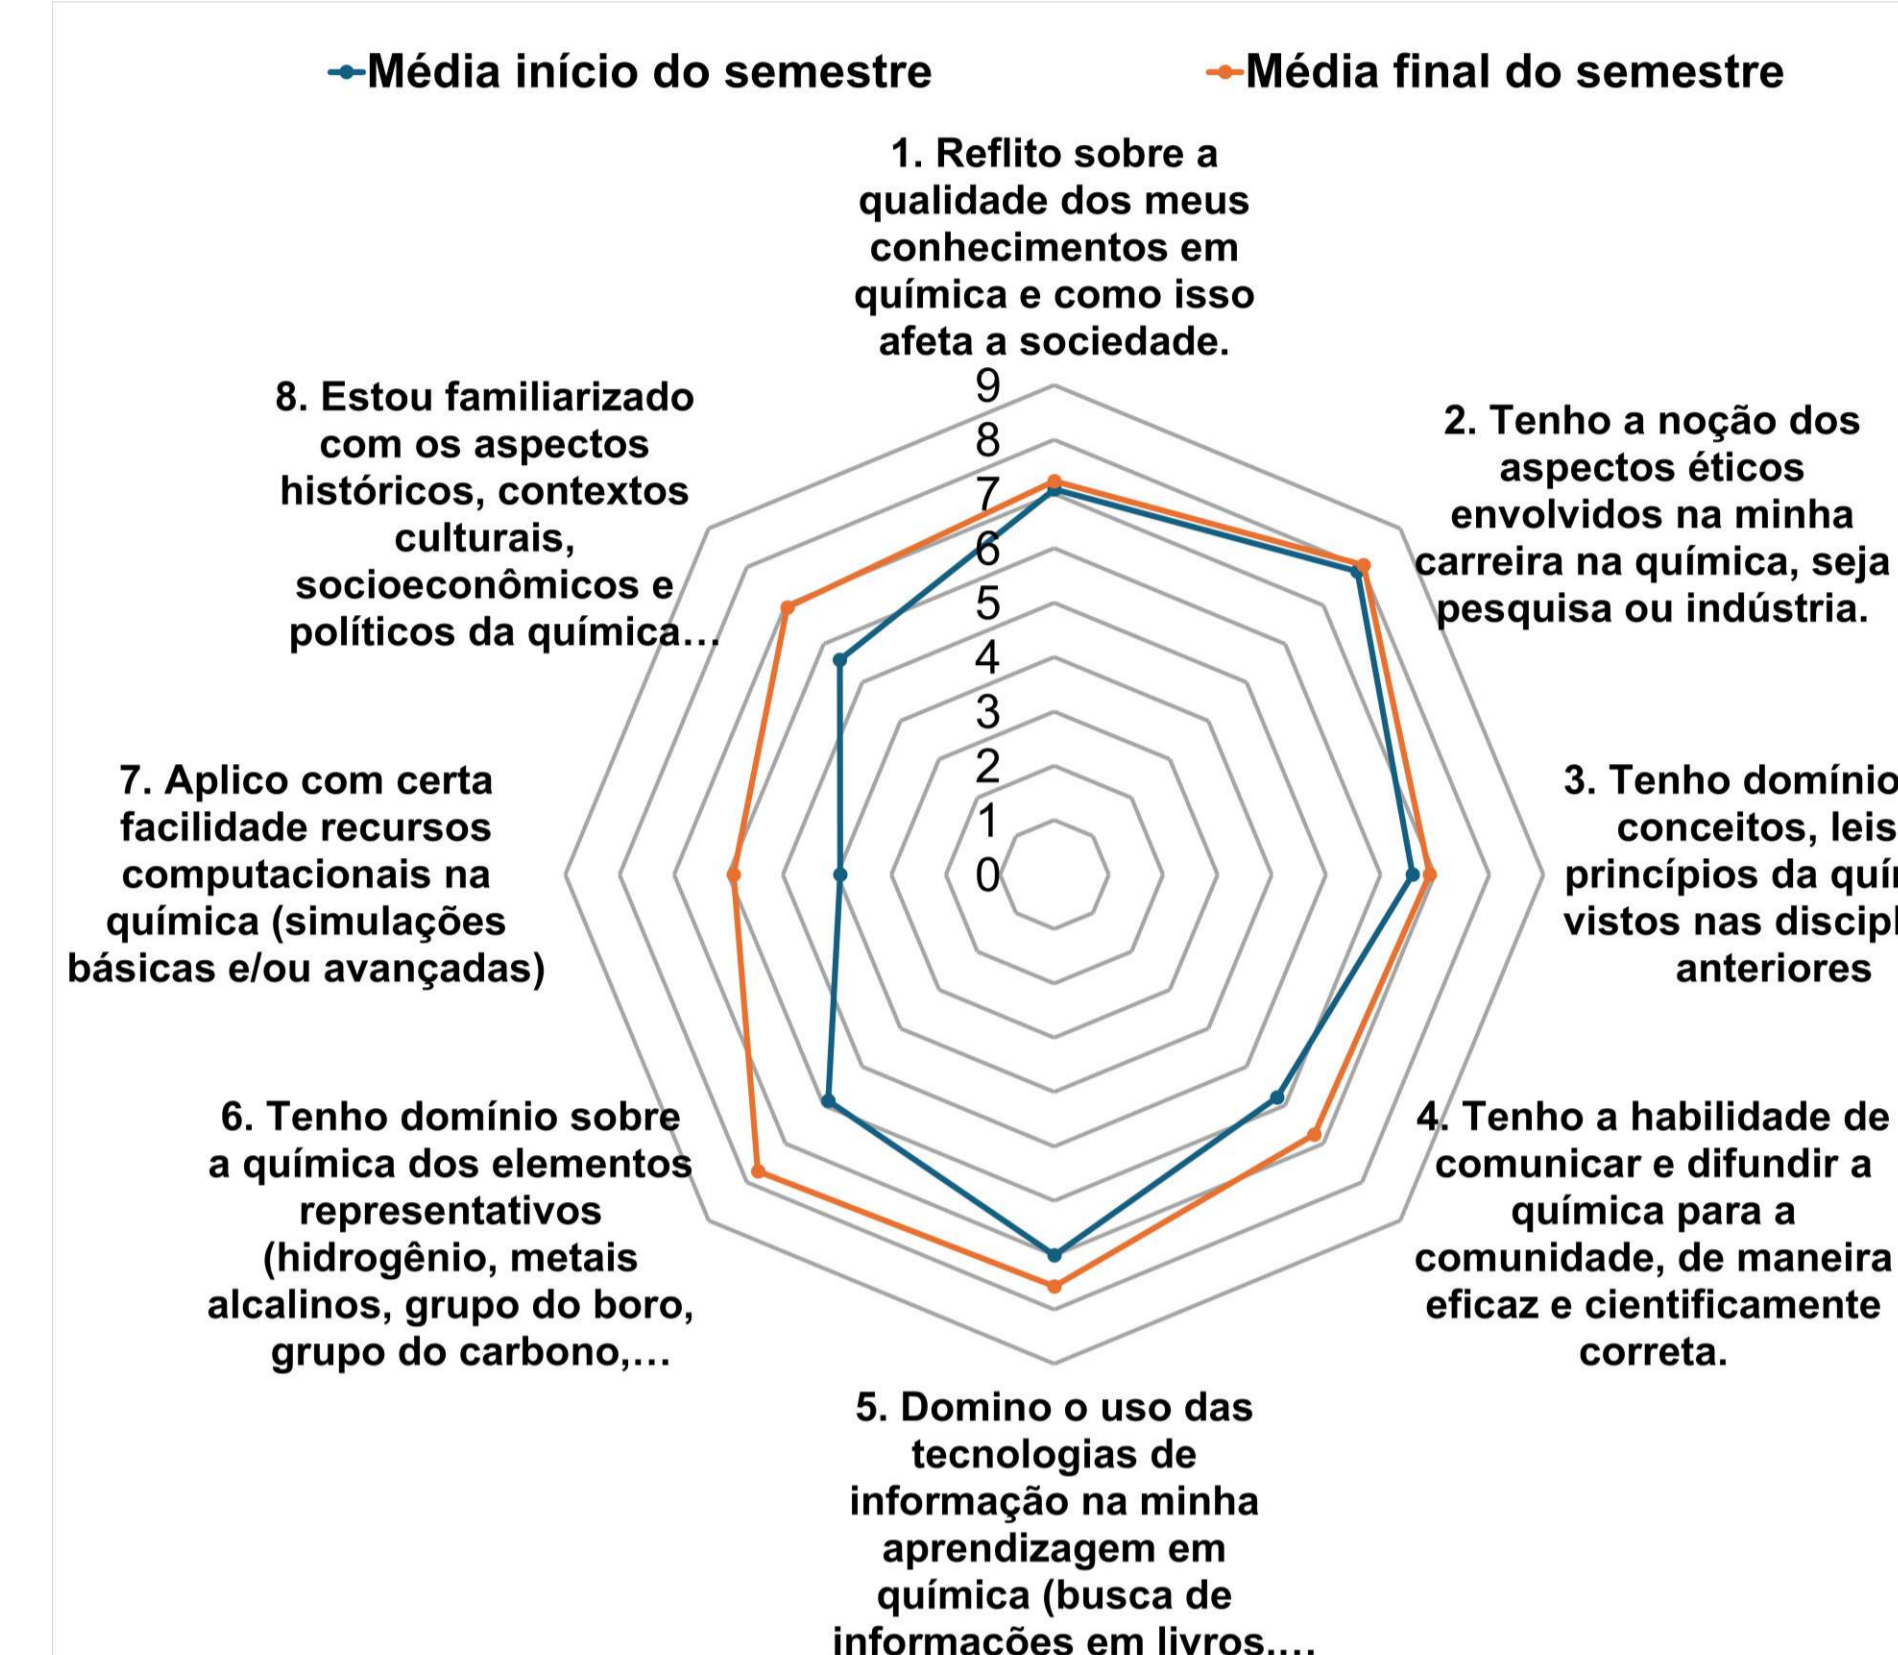 Média início do semestre
Média final do semestre
1. Reflito sobre a
qualidade dos meus
conhecimentos em
química e como isso
afeta a sociedade.
2. Tenho a noção dos
aspectos éticos
envolvidos na minha
carreira na química, seja
pesquisa ou indústria.
3. Tenho domínio
conceitos, leis
princípios da
vistos nas
anteriores
4. Tenho a habilidade de
comunicar e difundir a
química para a
comunidade, de maneira
eficaz e cientificamente
correta.
5. Domino o uso das
tecnologias de
informação na minha
aprendizagem em
química (busca de
informações em livros,...
6. Tenho domínio sobre
a química dos elementos
representativos
(hidrogênio, metais
alcalinos, grupo do boro,
grupo do carbono,...
7. Aplico com certa
facilidade recursos
computacionais na
química (simulações
básicas e/ou avançadas)
8. Estou familiarizado
com os aspectos
históricos, contextos
culturais,
socioeconômicos e
políticos da química...
9
8
7
6
5
4
3
2
1
0